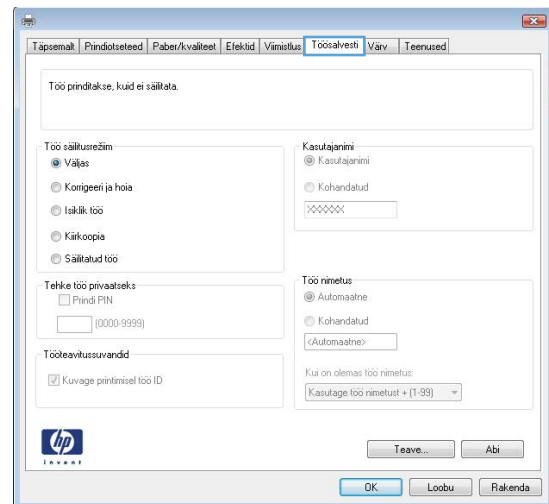 Täpsemalt Prindiotseteed Paber/kvaliteet Efektid Viimistlus Töösalvesti Värv Teenused
Töö prinditakse, kuid ei säilitata.
Töö säilitusrežiim
Väljas
Korrigeeri ja hoia
Isiklik töö
Kiirkoopia
Säilitatud töö
Tehke töö privaatseks
Prindi PIN
(0000-9999)
Tööteavitussuvandid
Kuvage printimisel töö ID
Kasutajanimi
Kasutajanimi
Kohandatud
XXXXXX
Töö nimetus
Automaatne
Kohandatud
<Automaatne>
Kui on olemas töö nimetus:
Kasutage töö nimetust + (1-99)
hp
invent
Teave... Abi
OK Loobu Rakenda